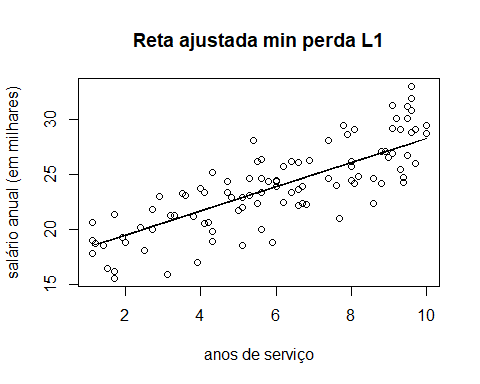 Reta ajustada min perda L1
salário anual (em milhares)
30
25
20
15
2 4 6 8 10
anos de serviço